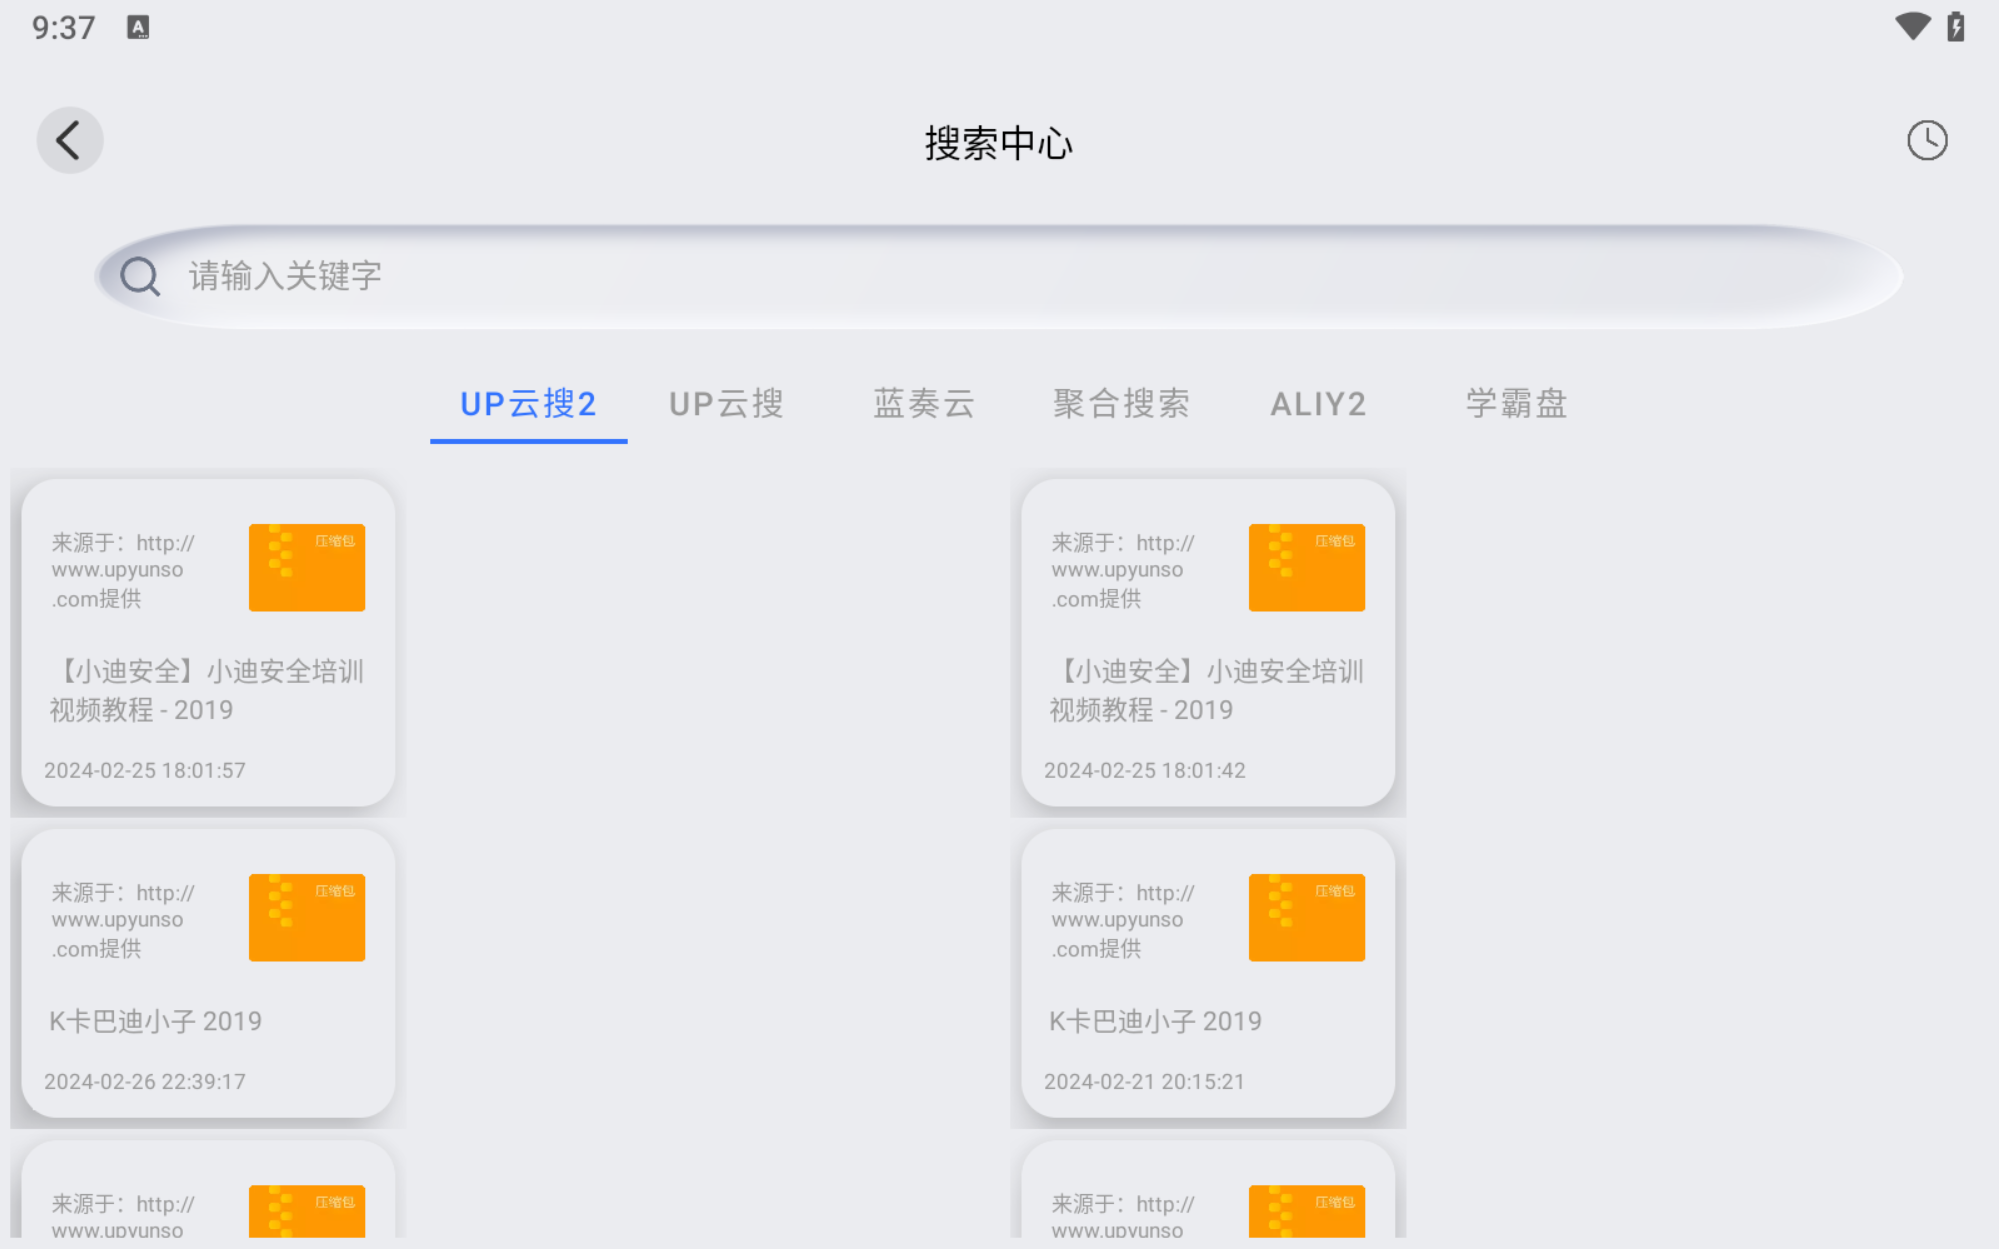 9:37
A
搜索中心
请输入关键字
UP云搜2 UP云搜 蓝奏云 聚合搜索 ALIY2 学霸盘
来源于：http://
www.upyunso
.com提供
压缩包
【小迪安全】小迪安全培训
视频教程 - 2019
2024-02-25 18:01:57
来源于：http://
www.upyunso
.com提供
压缩包
【小迪安全】小迪安全培训
视频教程 - 2019
2024-02-25 18:01:42
来源于：http://
www.upyunso
.com提供
压缩包
K卡巴迪小子 2019
2024-02-26 22:39:17
来源于：http://
www.upyunso
.com提供
压缩包
K卡巴迪小子 2019
2024-02-21 20:15:21
来源于：http://
www.upyunso
压缩包
来源于：http://
www.upyunso
压缩包